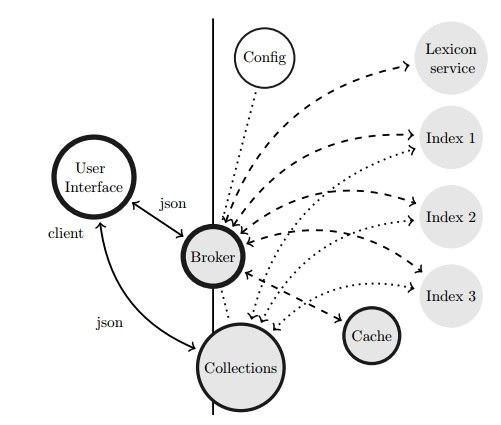 Config
Lexicon
service
Index 1
User
Interface
json
Index 2
client
Broker
Index 3
json
Cache
Collections